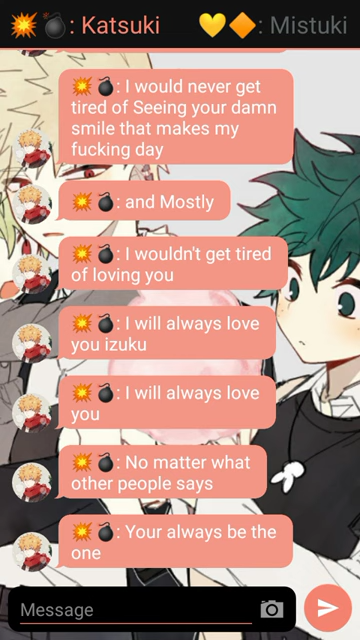 💥💣: Katsuki 💛🔶: Mistuki
💥💣: I would never get
tired of Seeing your damn
smile that makes my
fucking day
💥💣: and Mostly
💥💣: I wouldn't get tired
of loving you
💥💣: I will always love
you izuku
💥💣: I will always love
you
💥💣: No matter what
other people says
💥💣: Your always be the
one
Message